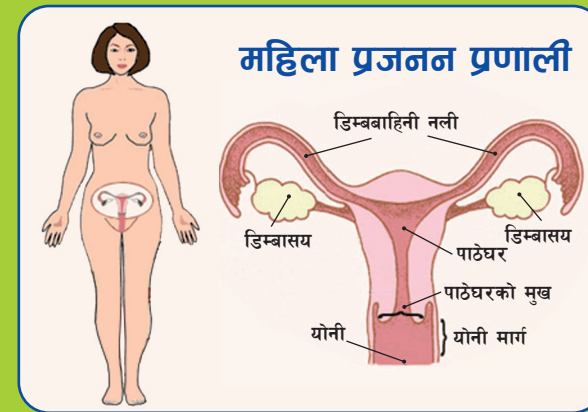 महिला प्रजनन प्रणाली
डिम्बबाहिनी नली
डिम्बासय
डिम्बासय
पाठेघर
पाठेघरको मुख
योनी
योनी मार्ग